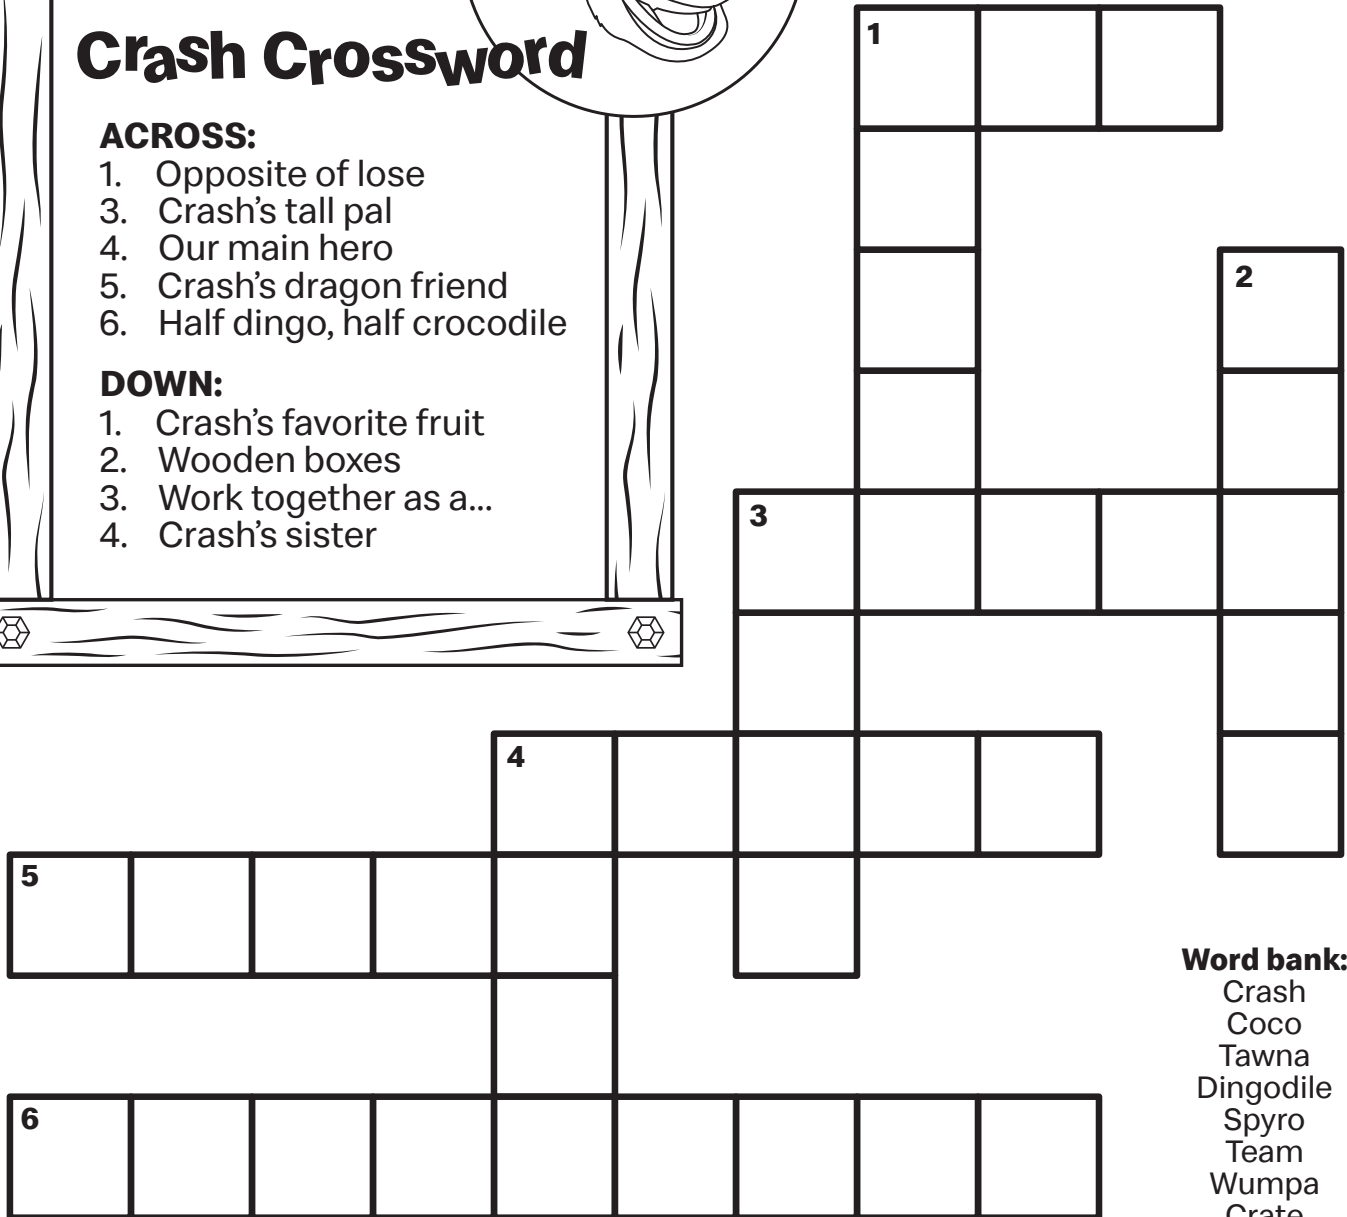 Crash Crossword
ACROSS:
1. Opposite of lose
3. Crash's tall pal
4. Our main hero
5. Crash's dragon friend
6. Half dingo, half crocodile
DOWN:
1. Crash's favorite fruit
2. Wooden boxes
3. Work together as a...
4. Crash's sister
1
2
3
4
5
6
Word bank:
Crash
Coco
Tawna
Dingodile
Spyro
Team
Wumpa
Crate